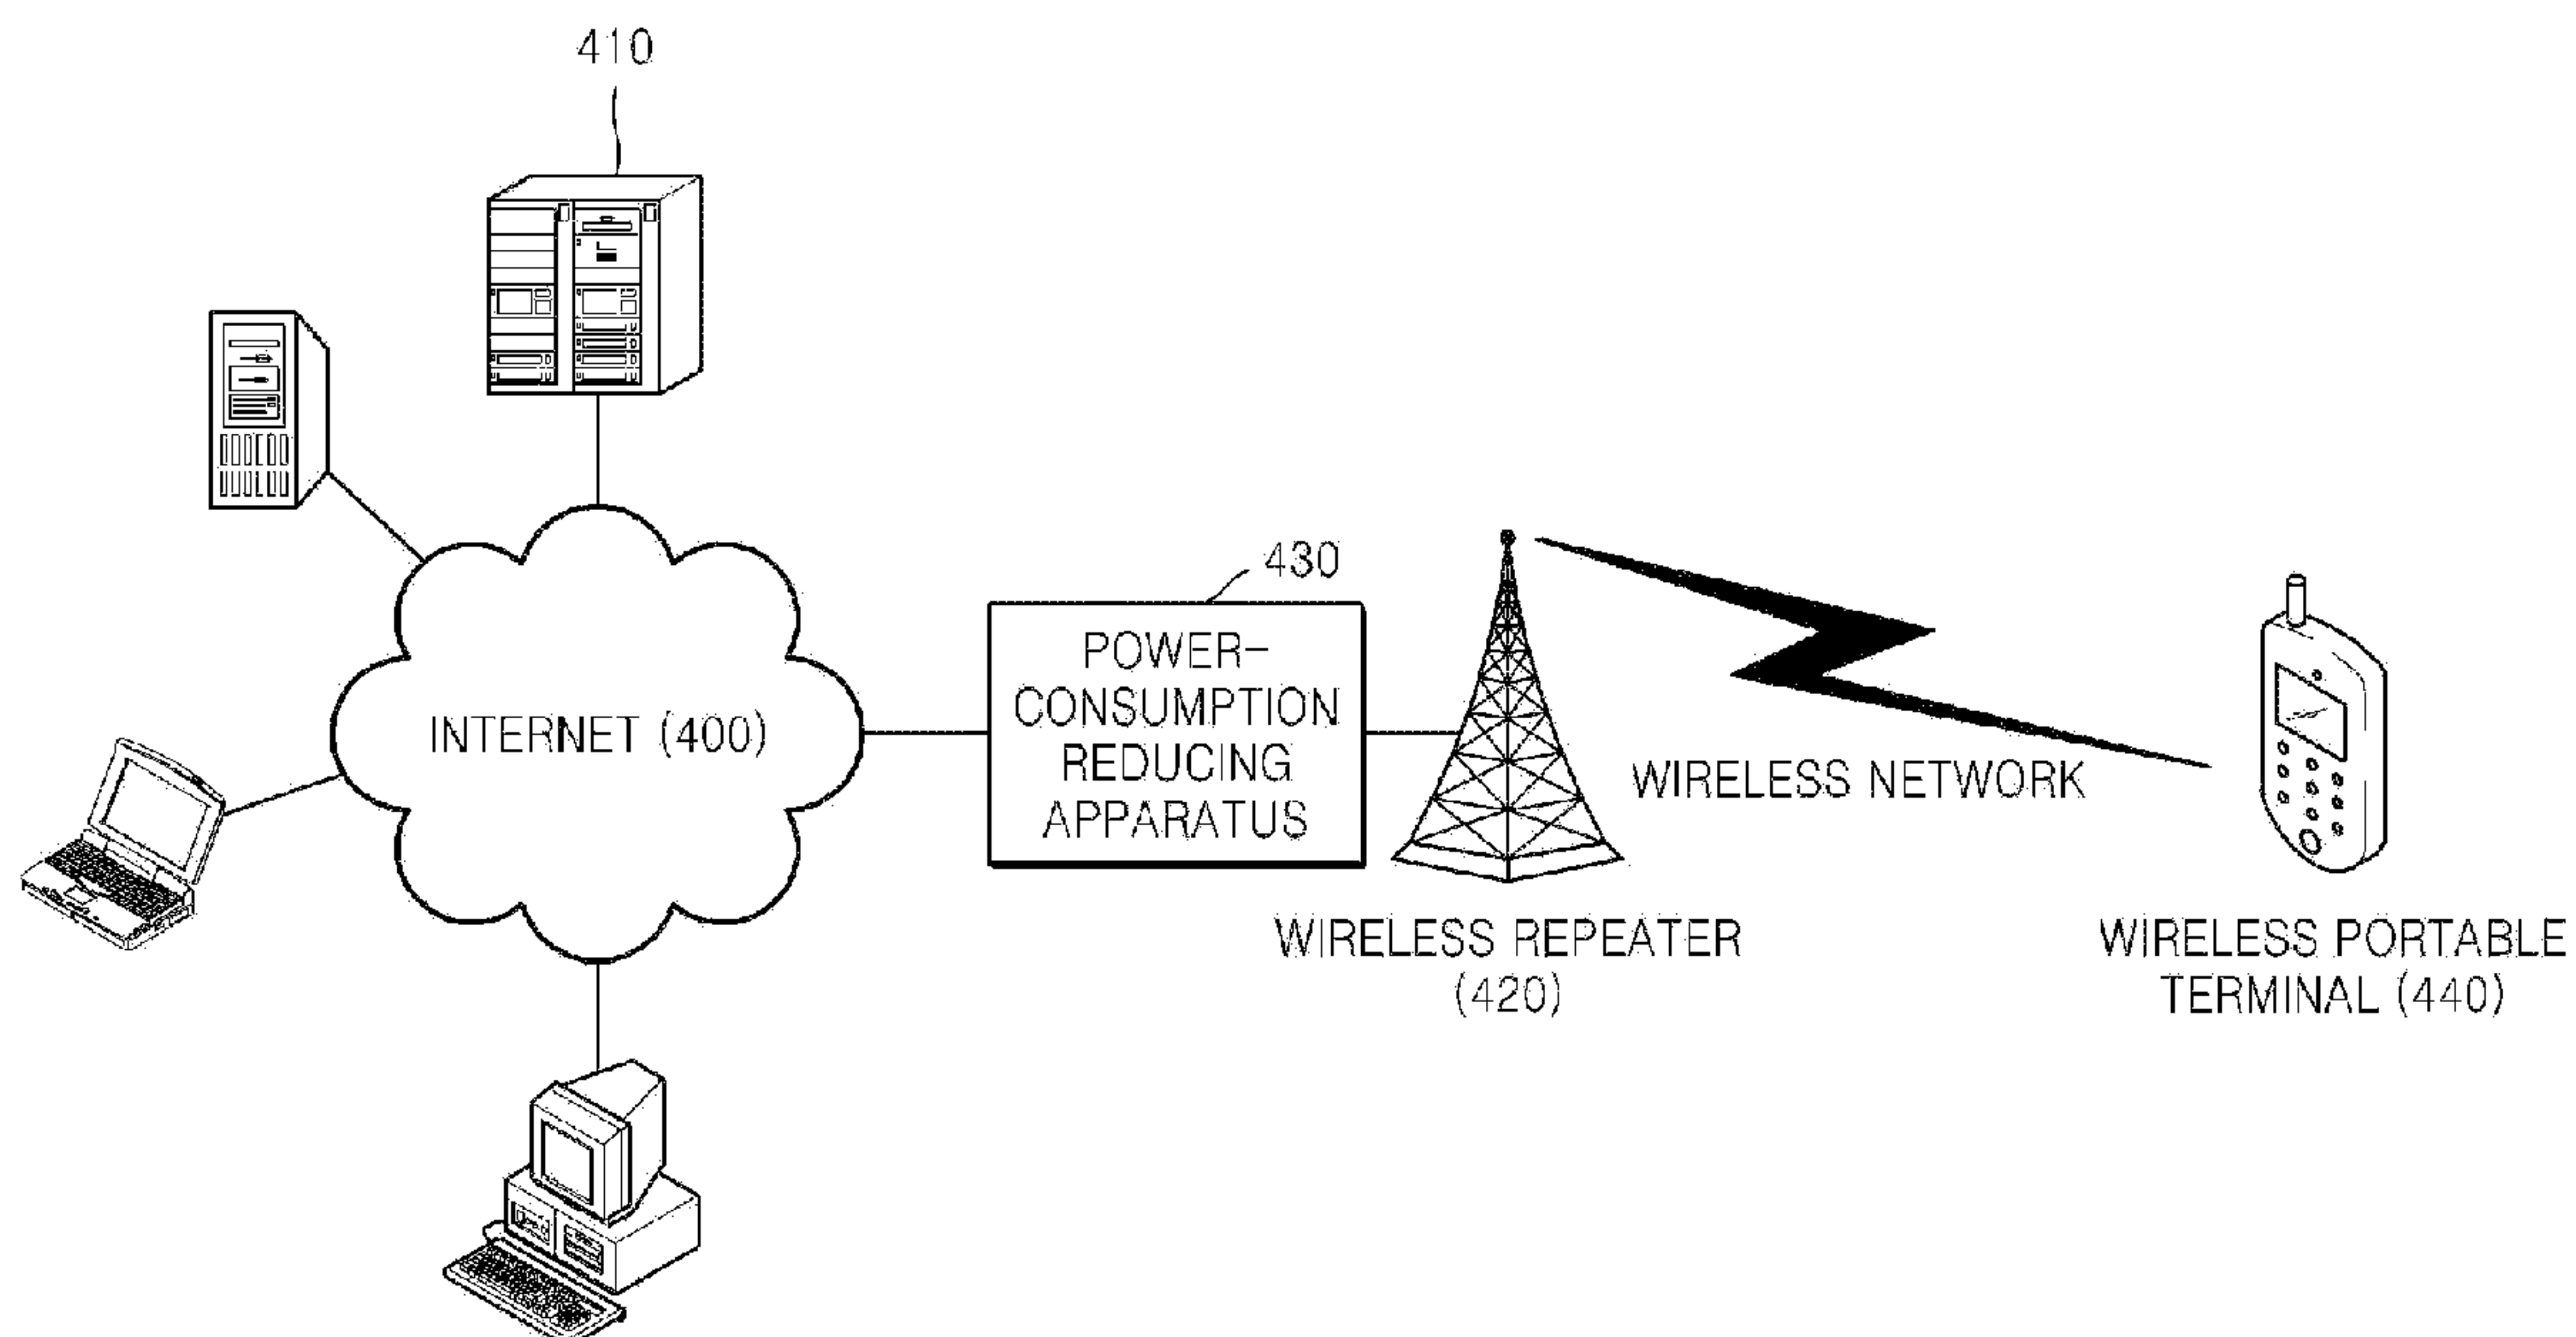 410
430
POWER-
CONSUMPTION
REDUCING
APPARATUS
INTERNET (400)
WIRELESS NETWORK
WIRELESS REPEATER
(420)
WIRELESS PORTABLE
TERMINAL (440)